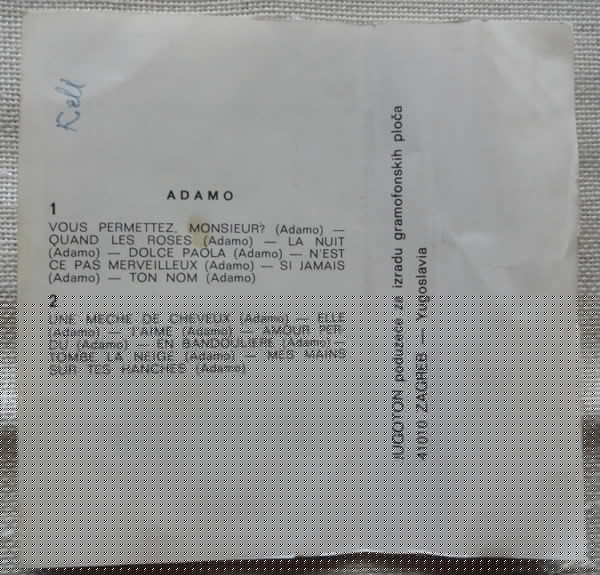 ADAMO
1
VOUS PERMETTEZ, MONSIEUR? (Adamo) —
QUAND LES ROSES (Adamo) — LA NUIT
(Adamo) — DOLCE PAOLA (Adamo) — N'EST
CE PAS MERVEILLEUX (Adamo) — SI JAMAIS
(Adamo) — TON NOM (Adamo)
2
UNE MECHE DE CHEVEUX (Adamo) — ELLE
(Adamo) — J'AIME (Adamo) — AMOUR PER-
DU (Adamo) — EN BANDOULIERE (Adamo) —
TOMBE LA NEIGE (Adamo) — MES MAINS
SUR TES HANCHES (Adamo)
JUGOTON poduzeće za izradu gramofonskih ploča
41010 ZAGREB — Yugoslavia